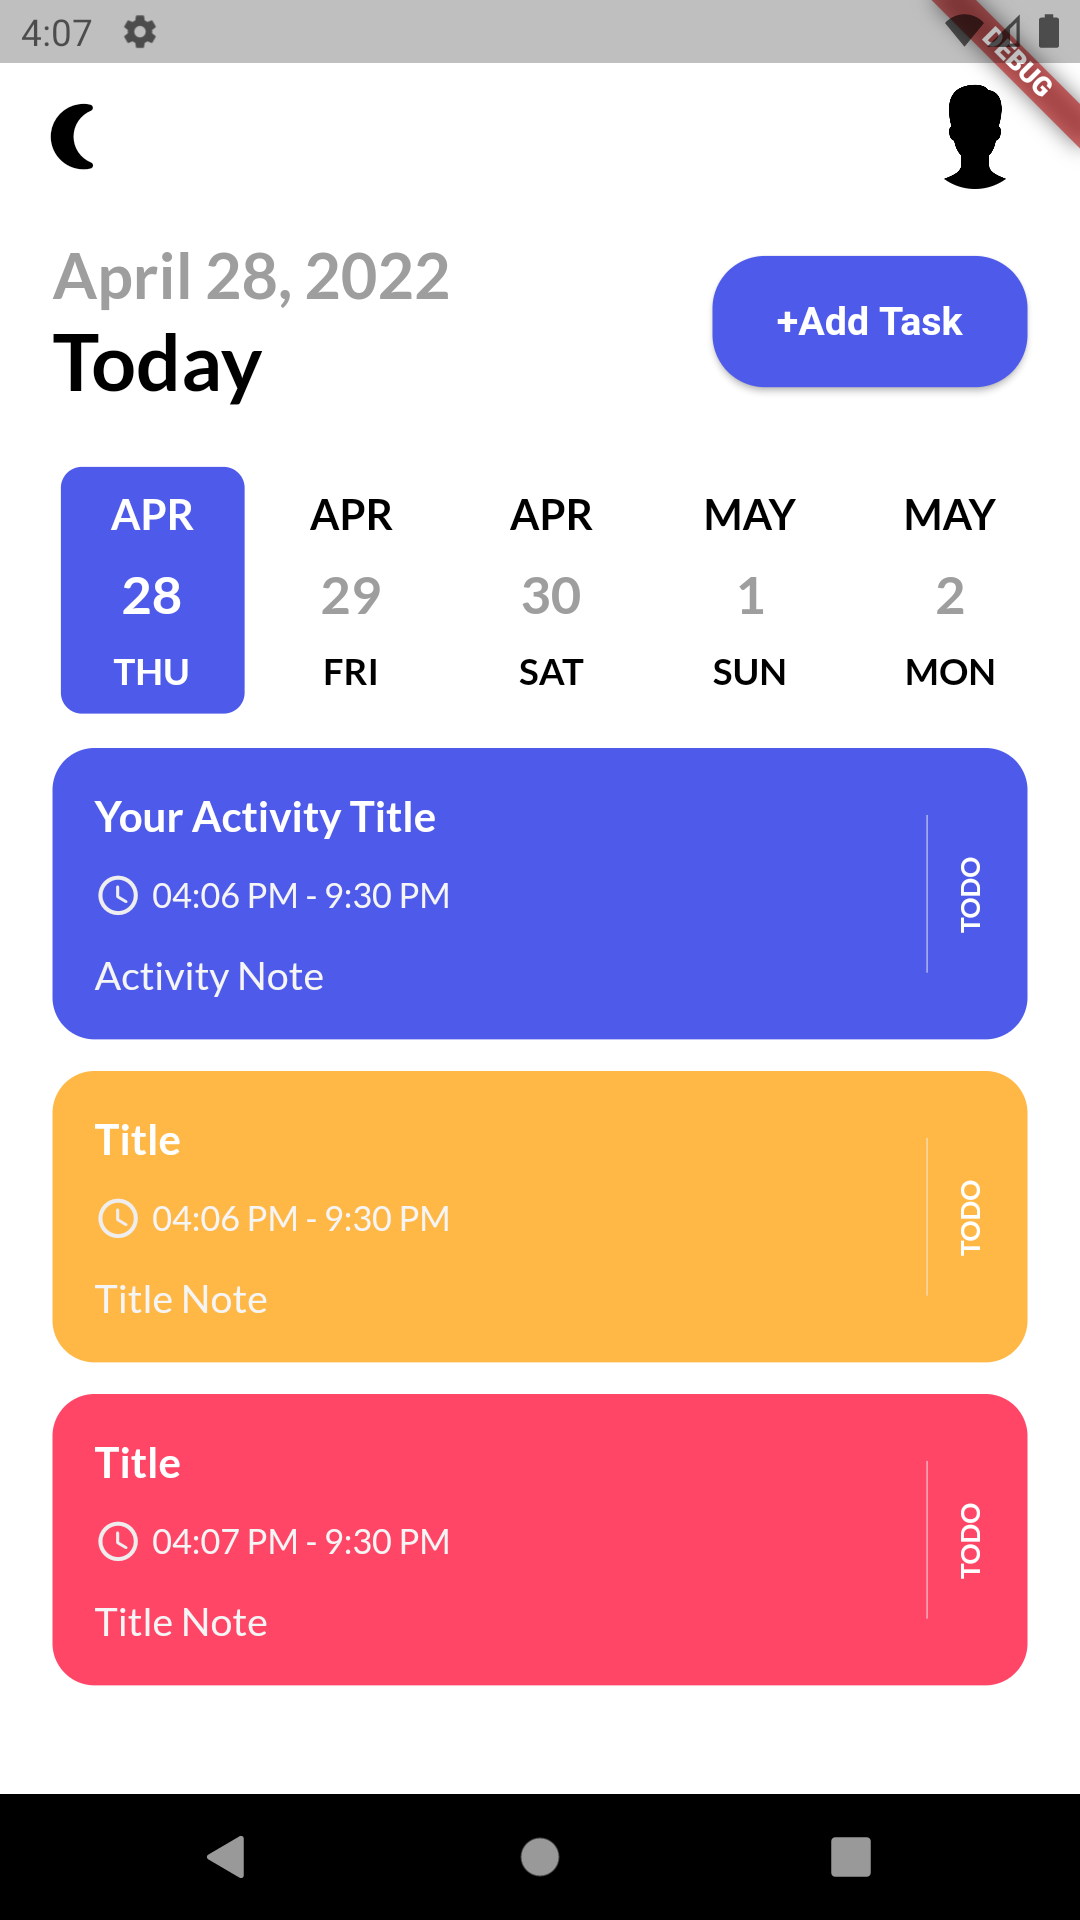 4:07
DEBUG
April 28, 2022
Today
+Add Task
APR APR APR MAY MAY
28 29 30 1 2
THU FRI SAT SUN MON
Your Activity Title
04:06 PM - 9:30 PM
Activity Note
TODO
Title
04:06 PM - 9:30 PM
Title Note
TODO
Title
04:07 PM - 9:30 PM
Title Note
TODO